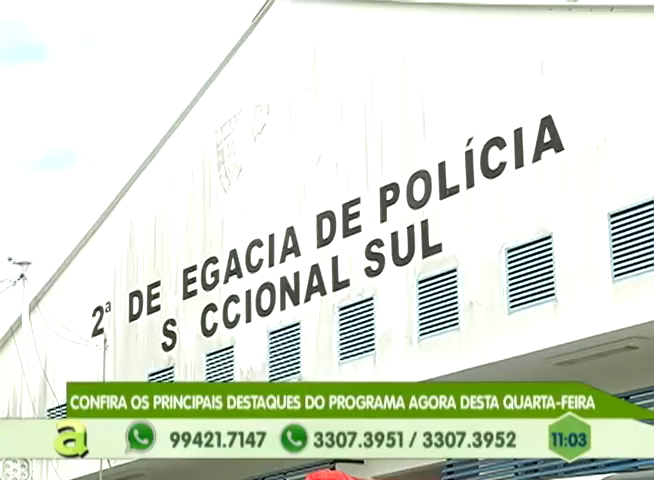 2ª DE EGACIA DE POLÍCIA
S CCIONAL SUL
CONFIRA OS PRINCIPAIS DESTAQUES DO PROGRAMA AGORA DESTA QUARTA-FEIRA
a 99421.7147 3307.3951 / 3307.3952 11:03